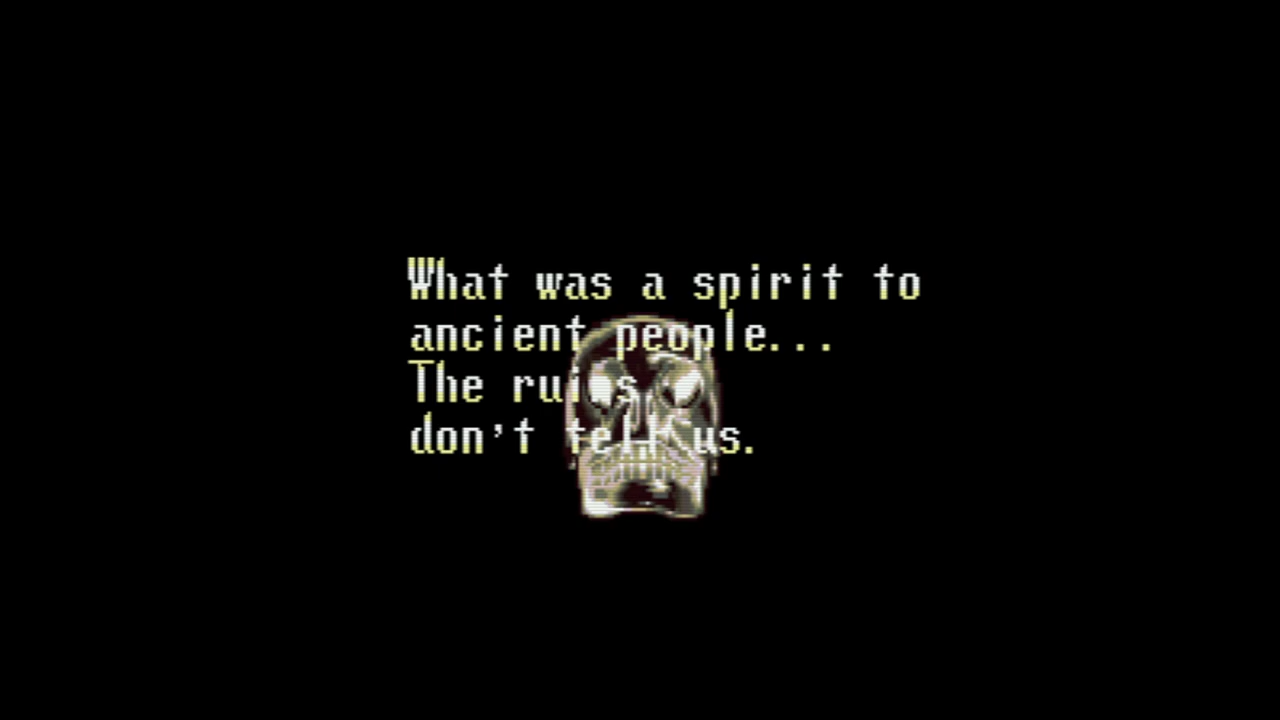 What was a spirit to
ancient people...
The ruins
don't tell us.